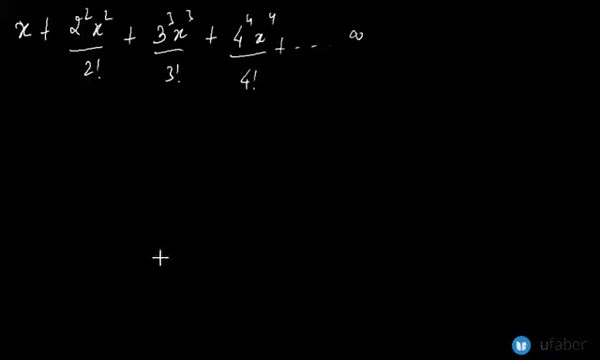 x + 2²x²/2! + 3³x³/3! + 4⁴x⁴/4! + ---- ∞
+
ufaber